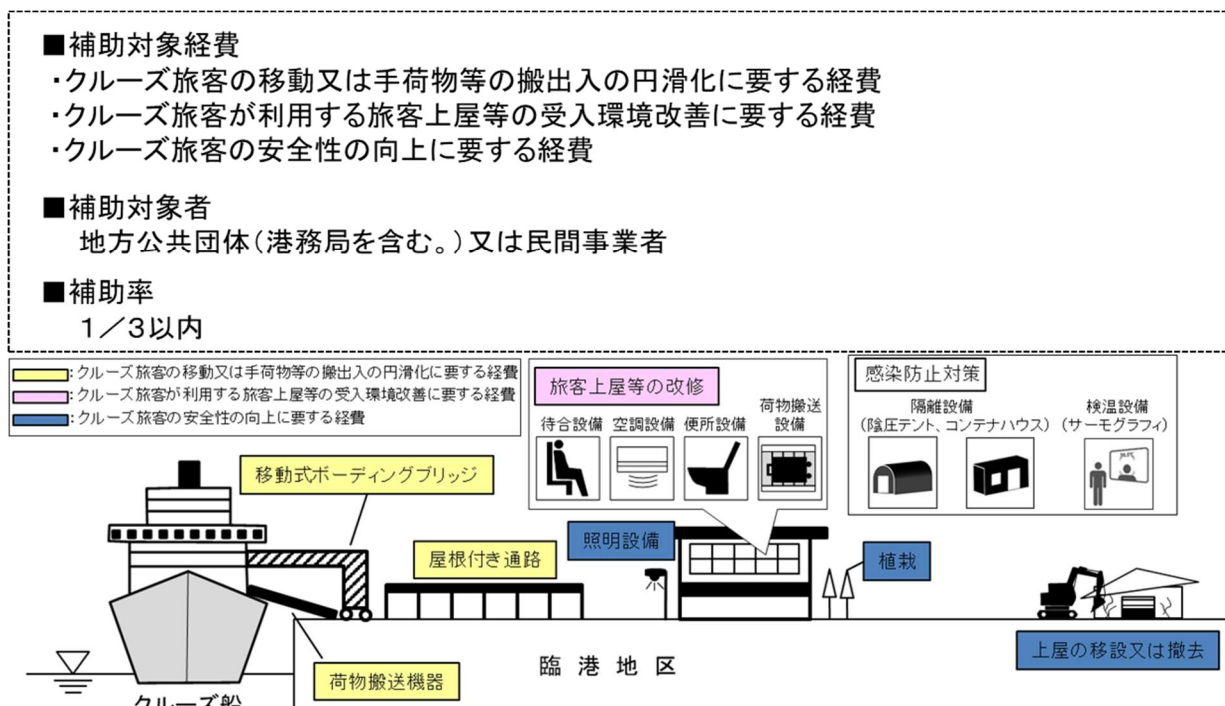 ■補助対象経費
・クルーズ旅客の移動又は手荷物等の搬出入の円滑化に要する経費
・クルーズ旅客が利用する旅客上屋等の受入環境改善に要する経費
・クルーズ旅客の安全性の向上に要する経費
■補助対象者
地方公共団体(港務局を含む。)又は民間事業者
■補助率
1/3以内
:クルーズ旅客の移動又は手荷物等の搬出入の円滑化に要する経費
:クルーズ旅客が利用する旅客上屋等の受入環境改善に要する経費
:クルーズ旅客の安全性の向上に要する経費
旅客上屋等の改修
待合設備
空調設備
便所設備
荷物搬送
設備
感染防止対策
隔離設備
(陰圧テント、コンテナハウス)
検温設備
(サーモグラフィ)
移動式ボーディングブリッジ
屋根付き通路
照明設備
植栽
上屋の移設又は撤去
荷物搬送機器
臨港地区
クルーズ船